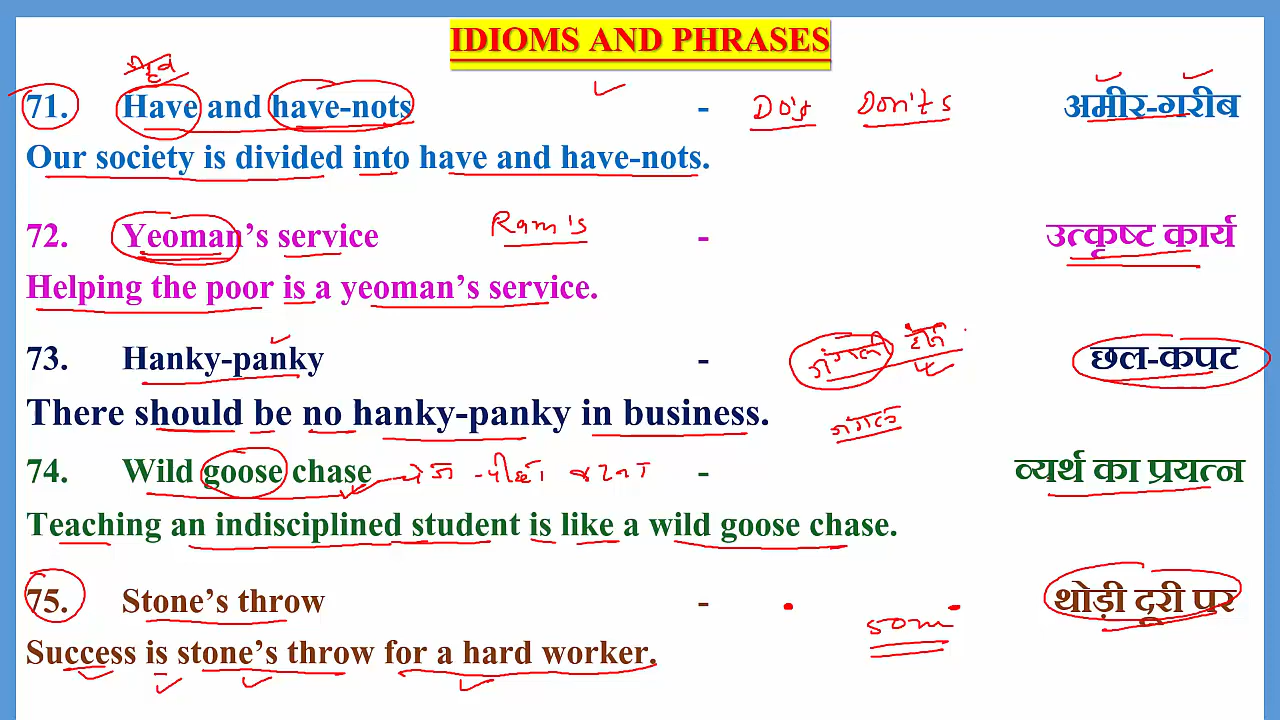 IDIOMS AND PHRASES
71. Have and have-nots - Do's Don'ts अमीर-गरीब
Our society is divided into have and have-nots.
72. Yeoman's service Ram's - उत्कृष्ट कार्य
Helping the poor is a yeoman's service.
73. Hanky-panky - छल-कपट
There should be no hanky-panky in business.
74. Wild goose chase - व्यर्थ का प्रयत्न
Teaching an indisciplined student is like a wild goose chase.
75. Stone's throw - 50m थोड़ी दूरी पर
Success is stone's throw for a hard worker.